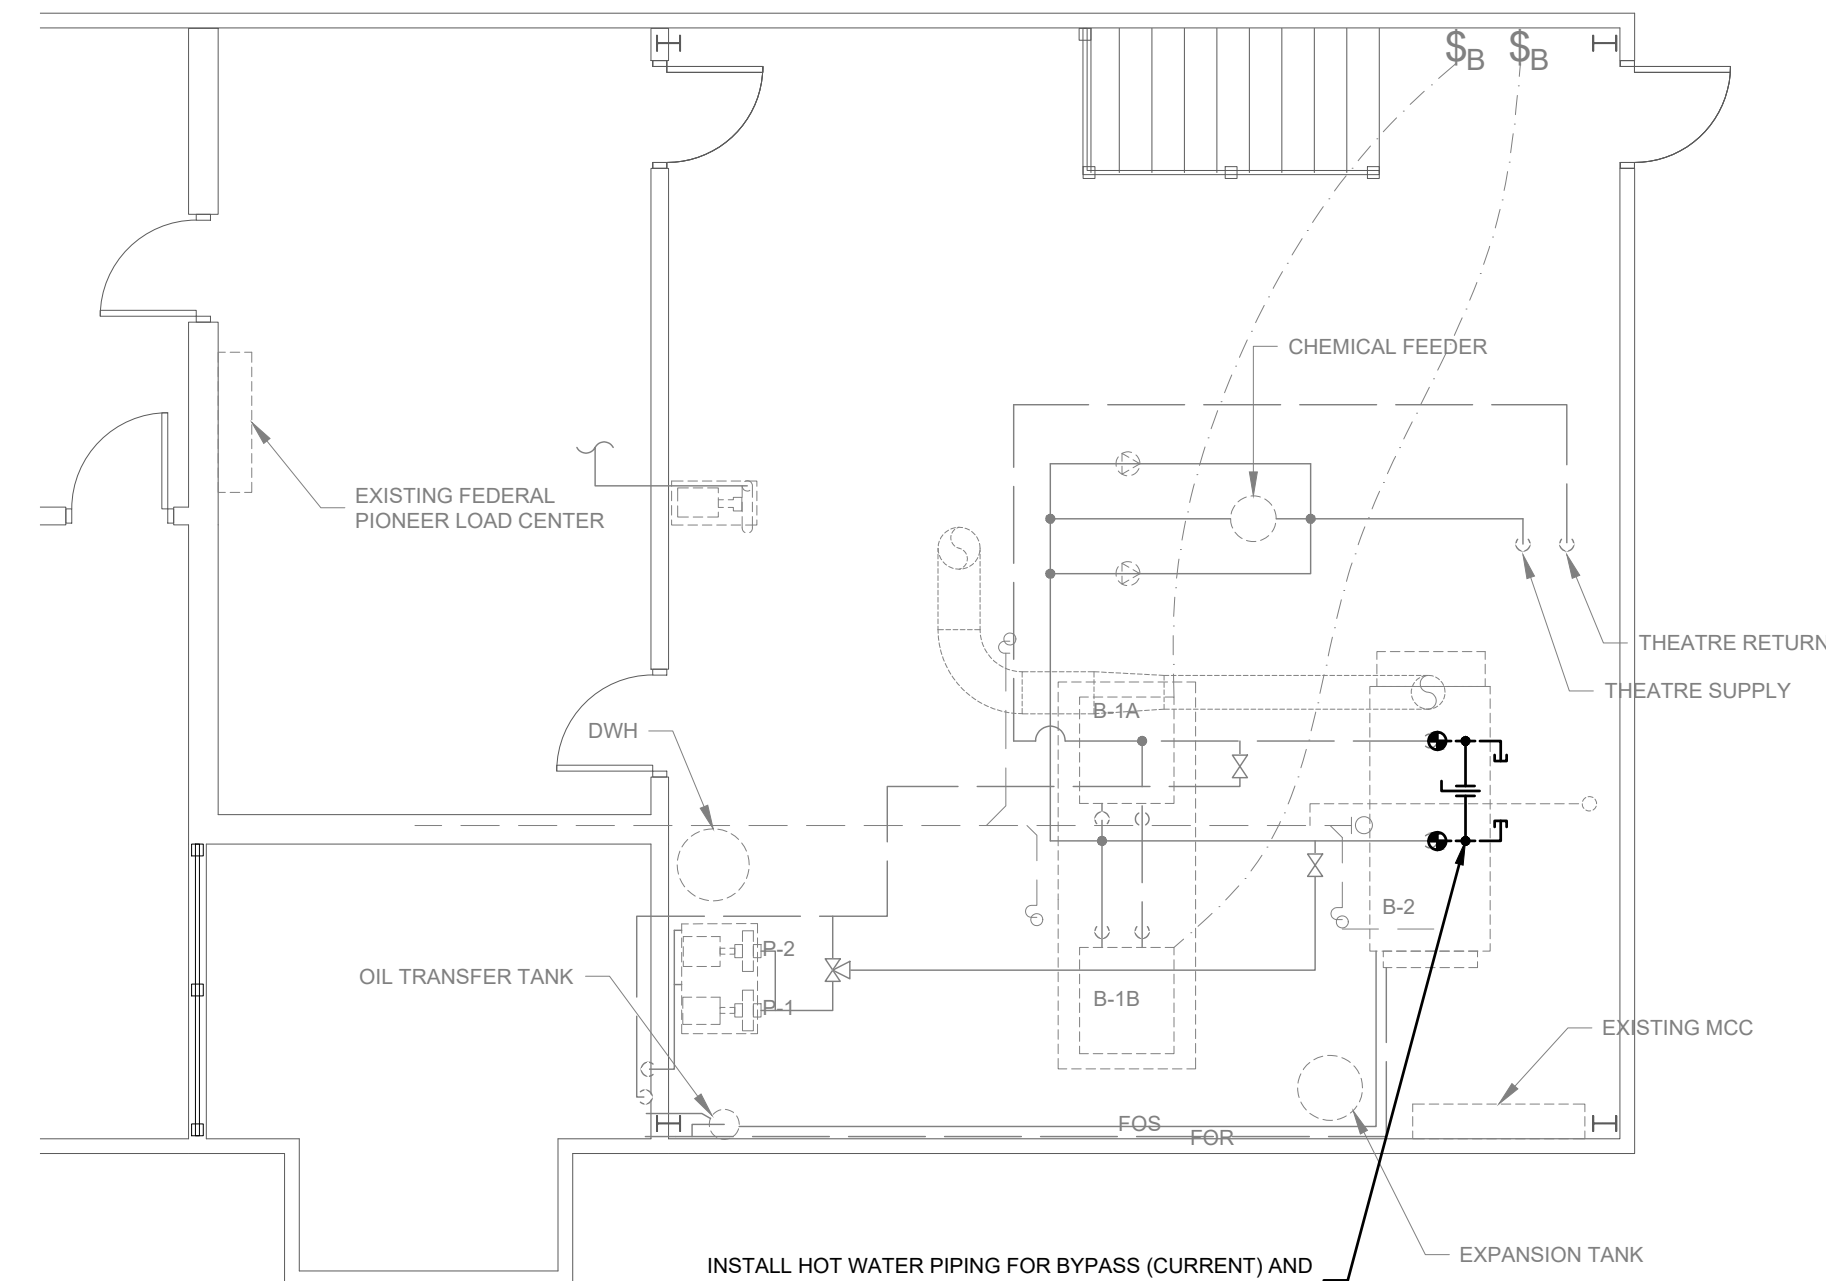 $B $B
CHEMICAL FEEDER
EXISTING FEDERAL
PIONEER LOAD CENTER
THEATRE RETURN
THEATRE SUPPLY
B-1A
DWH
B-2
P-2
OIL TRANSFER TANK
B-1B
P-1
EXISTING MCC
FOS
FOR
EXPANSION TANK
INSTALL HOT WATER PIPING FOR BYPASS (CURRENT) AND